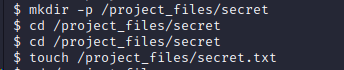 $ mkdir -p /project_files/secret
$ cd /project_files/secret
$ cd /project_files/secret
$ touch /project_files/secret.txt